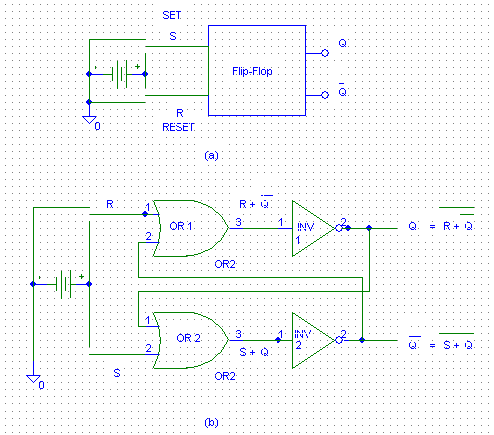 SET
S
Q
- +
Flip-Flop
Q̅
0
R
RESET
(a)
R
1
2
OR 1
3
R + Q̅
1
INV
1
2
Q = R + Q̅
OR2
- +
1
2
OR 2
3
S + Q
1
INV
2
2
Q̅ = S + Q
OR2
S
0
(b)